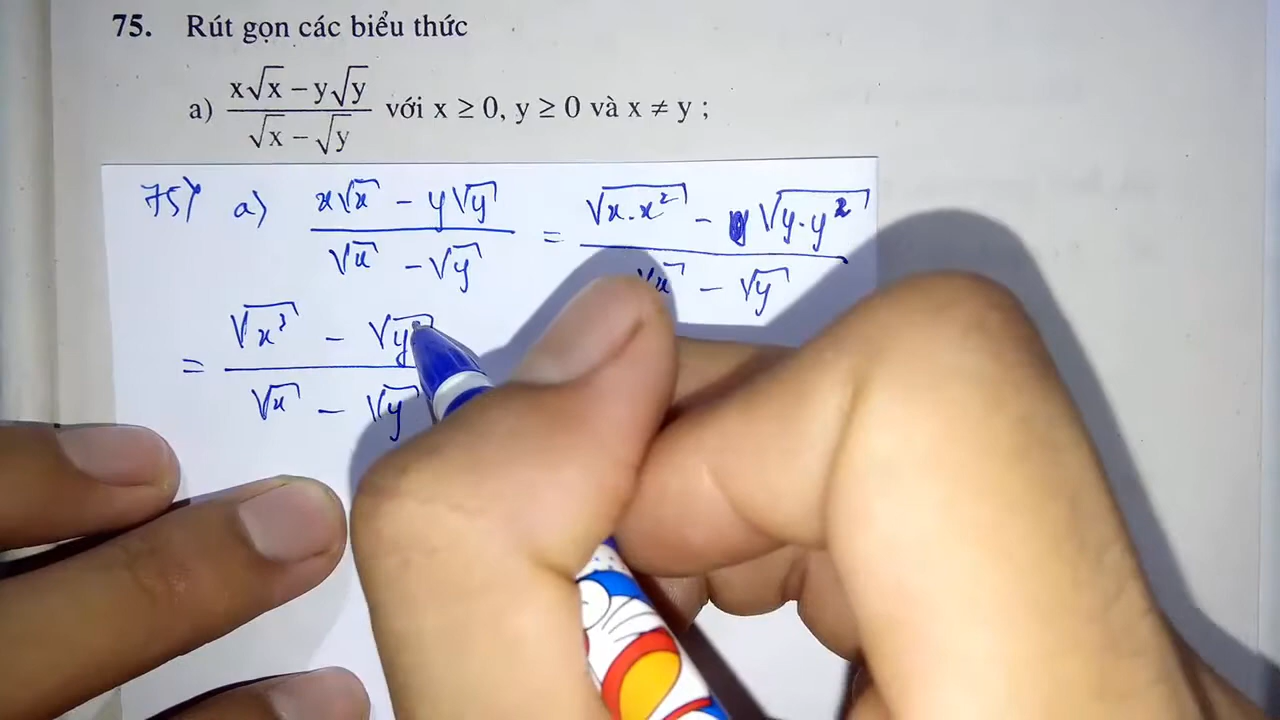 75. Rút gọn các biểu thức
a) (x√x − y√y)/(√x − √y) với x ≥ 0, y ≥ 0 và x ≠ y ;
75) a) (x√x − y√y)/(√x − √y) = (√(x.x²) − √(y.y²))/(√x − √y)
= (√(x³) − √y)/(√x − √y)